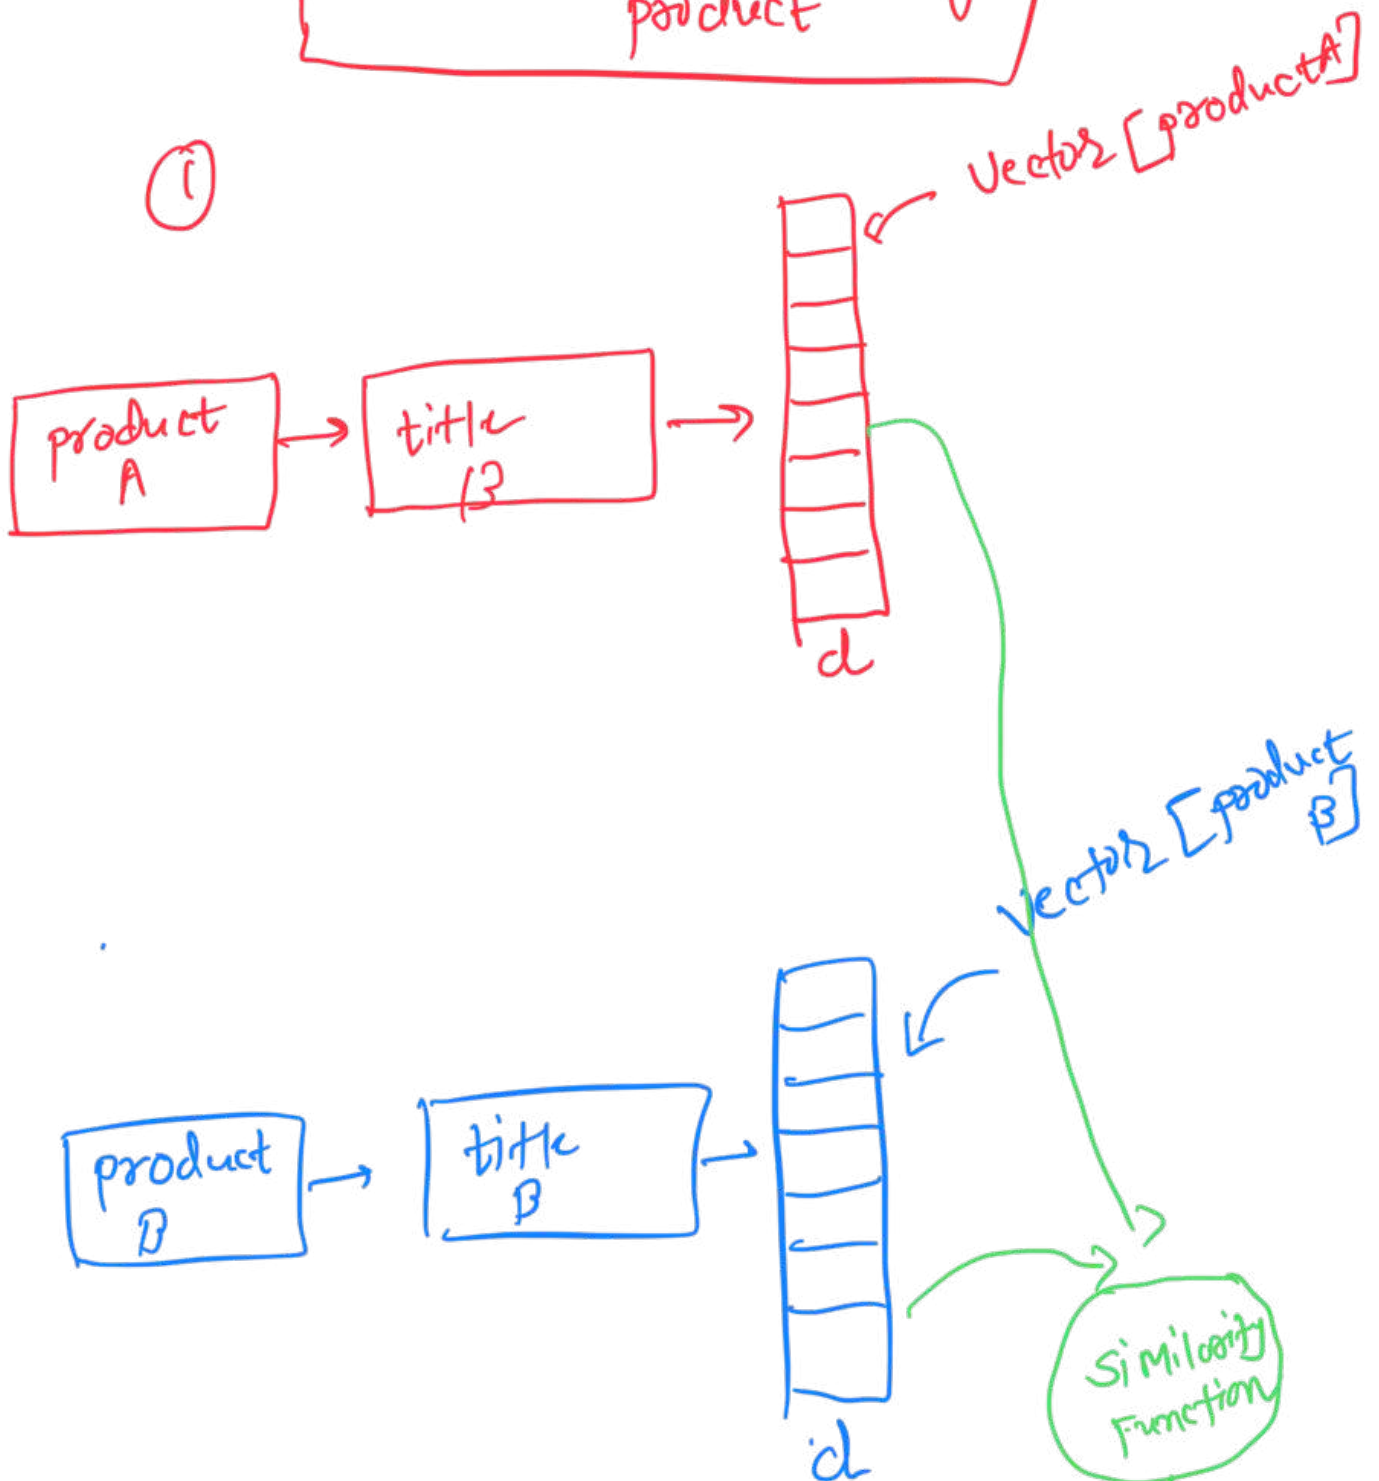 product
1
Vector [productA]
product
A
title
B
d
Vector [product
B]
product
B
title
B
d
Similarity
Function